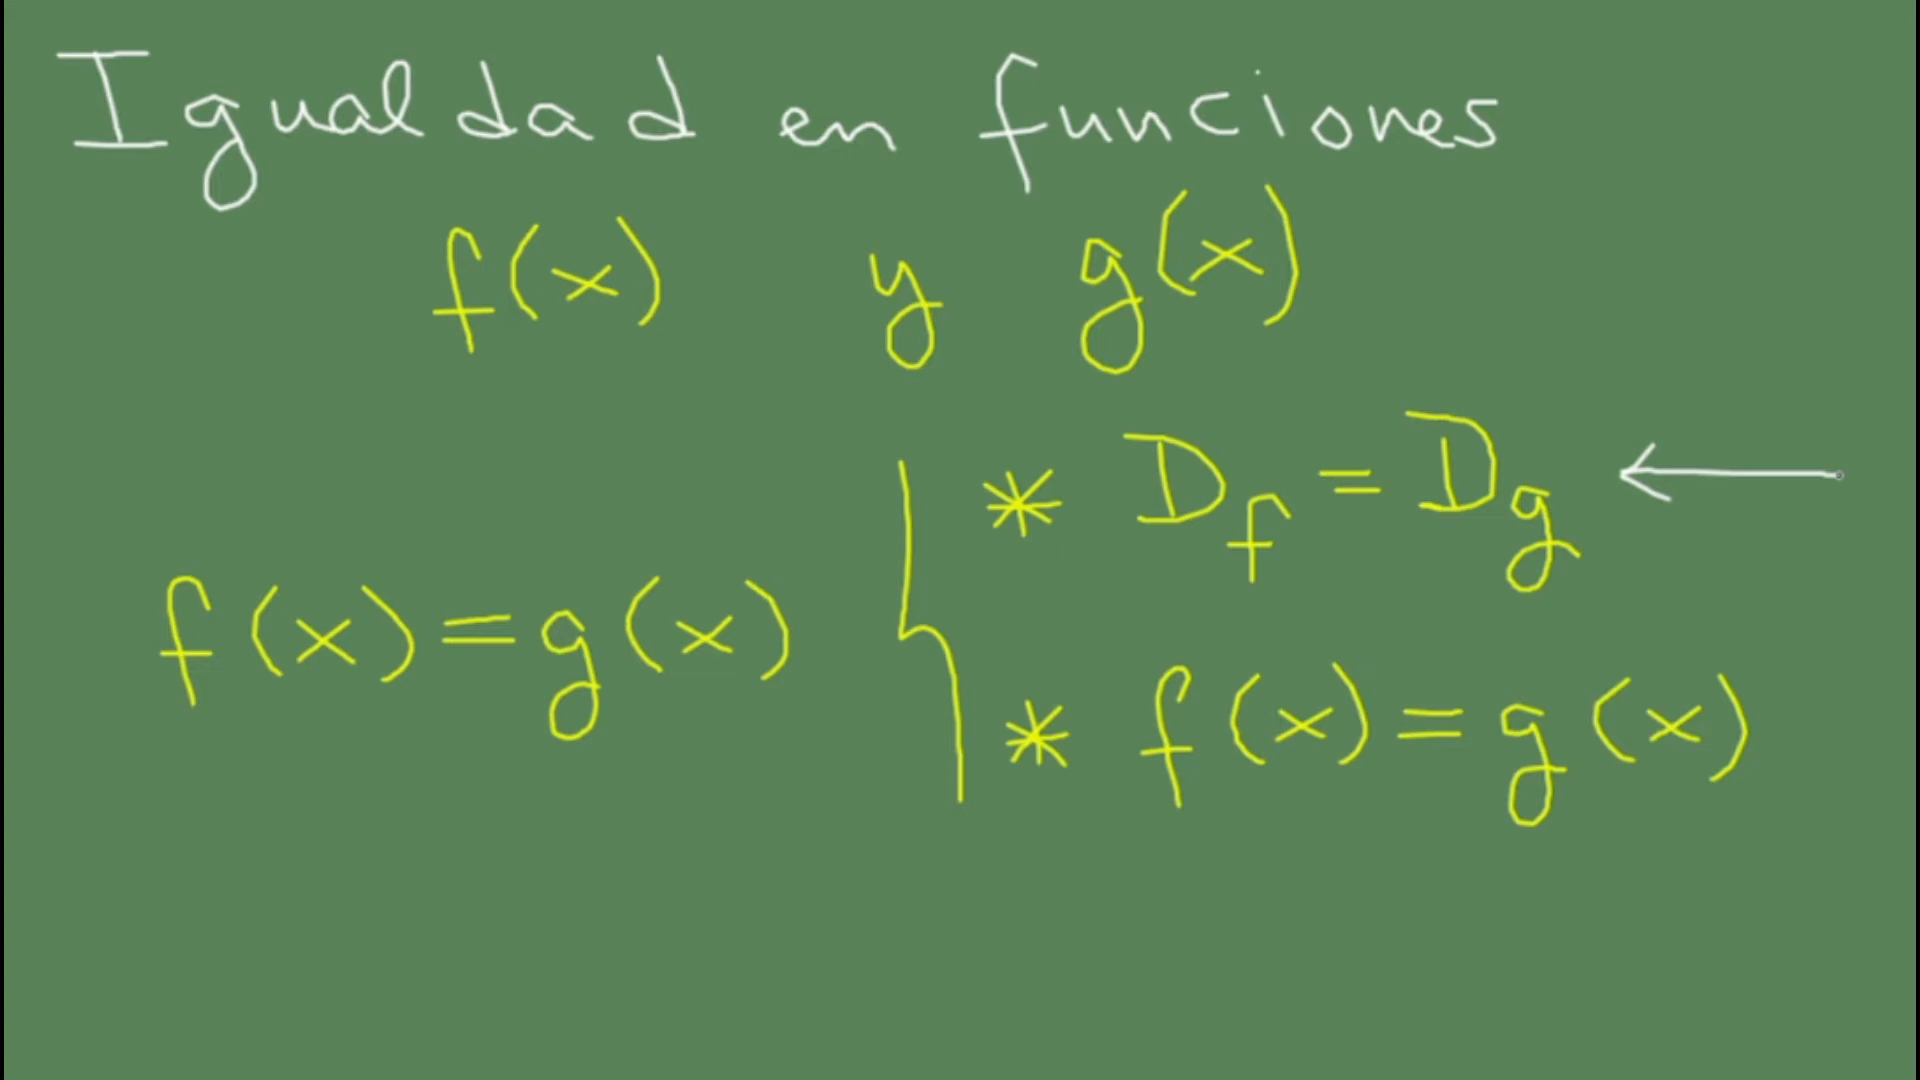 Igualdad en funciones
f(x) y g(x)
* D_f = D_g
f(x) = g(x)
* f(x) = g(x)